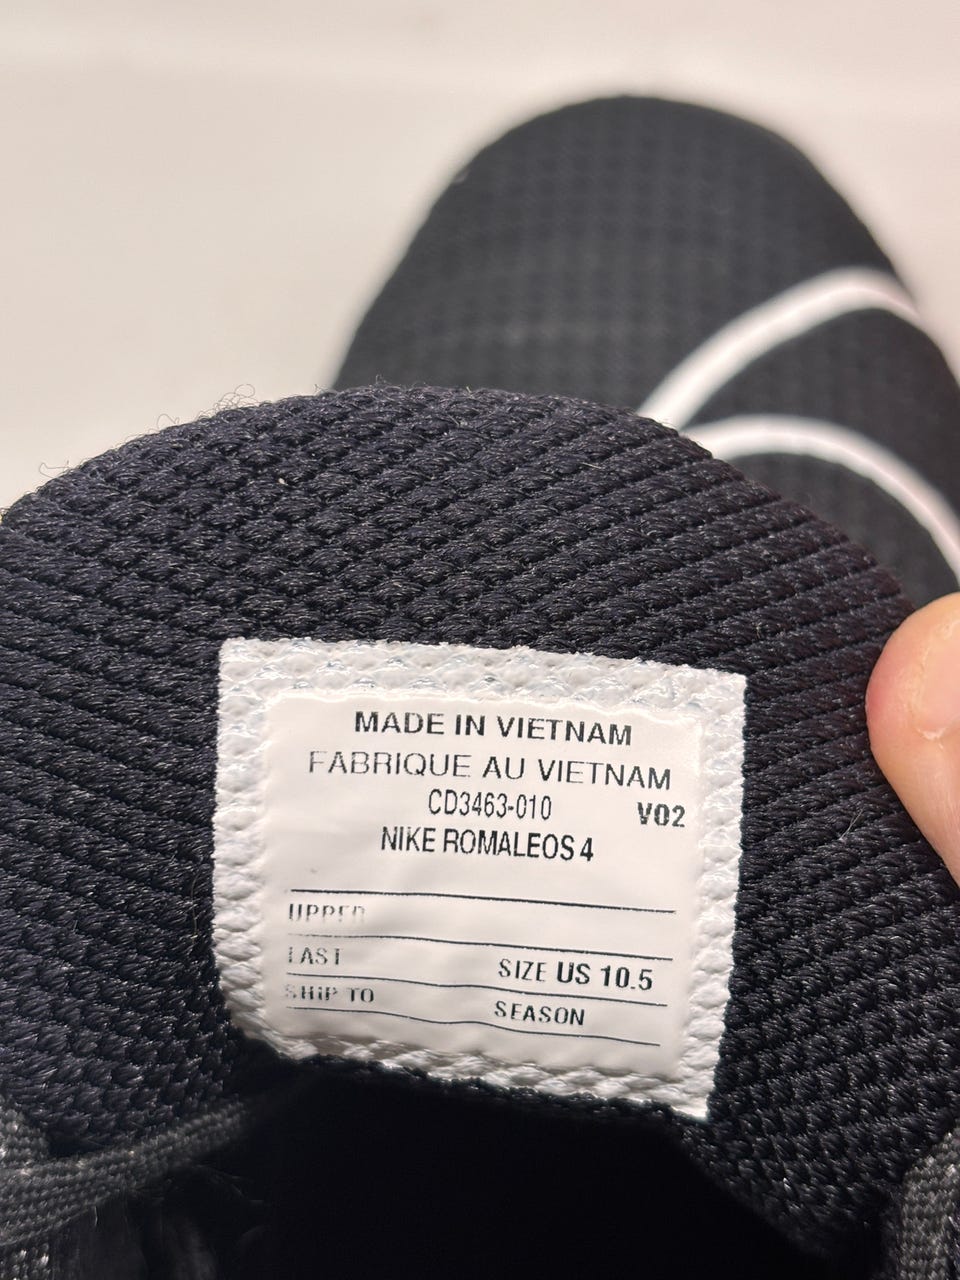 MADE IN VIETNAM
FABRIQUE AU VIETNAM
CD3463-010 V02
NIKE ROMALEOS 4
UPPER
LAST SIZE US 10.5
SHIP TO SEASON